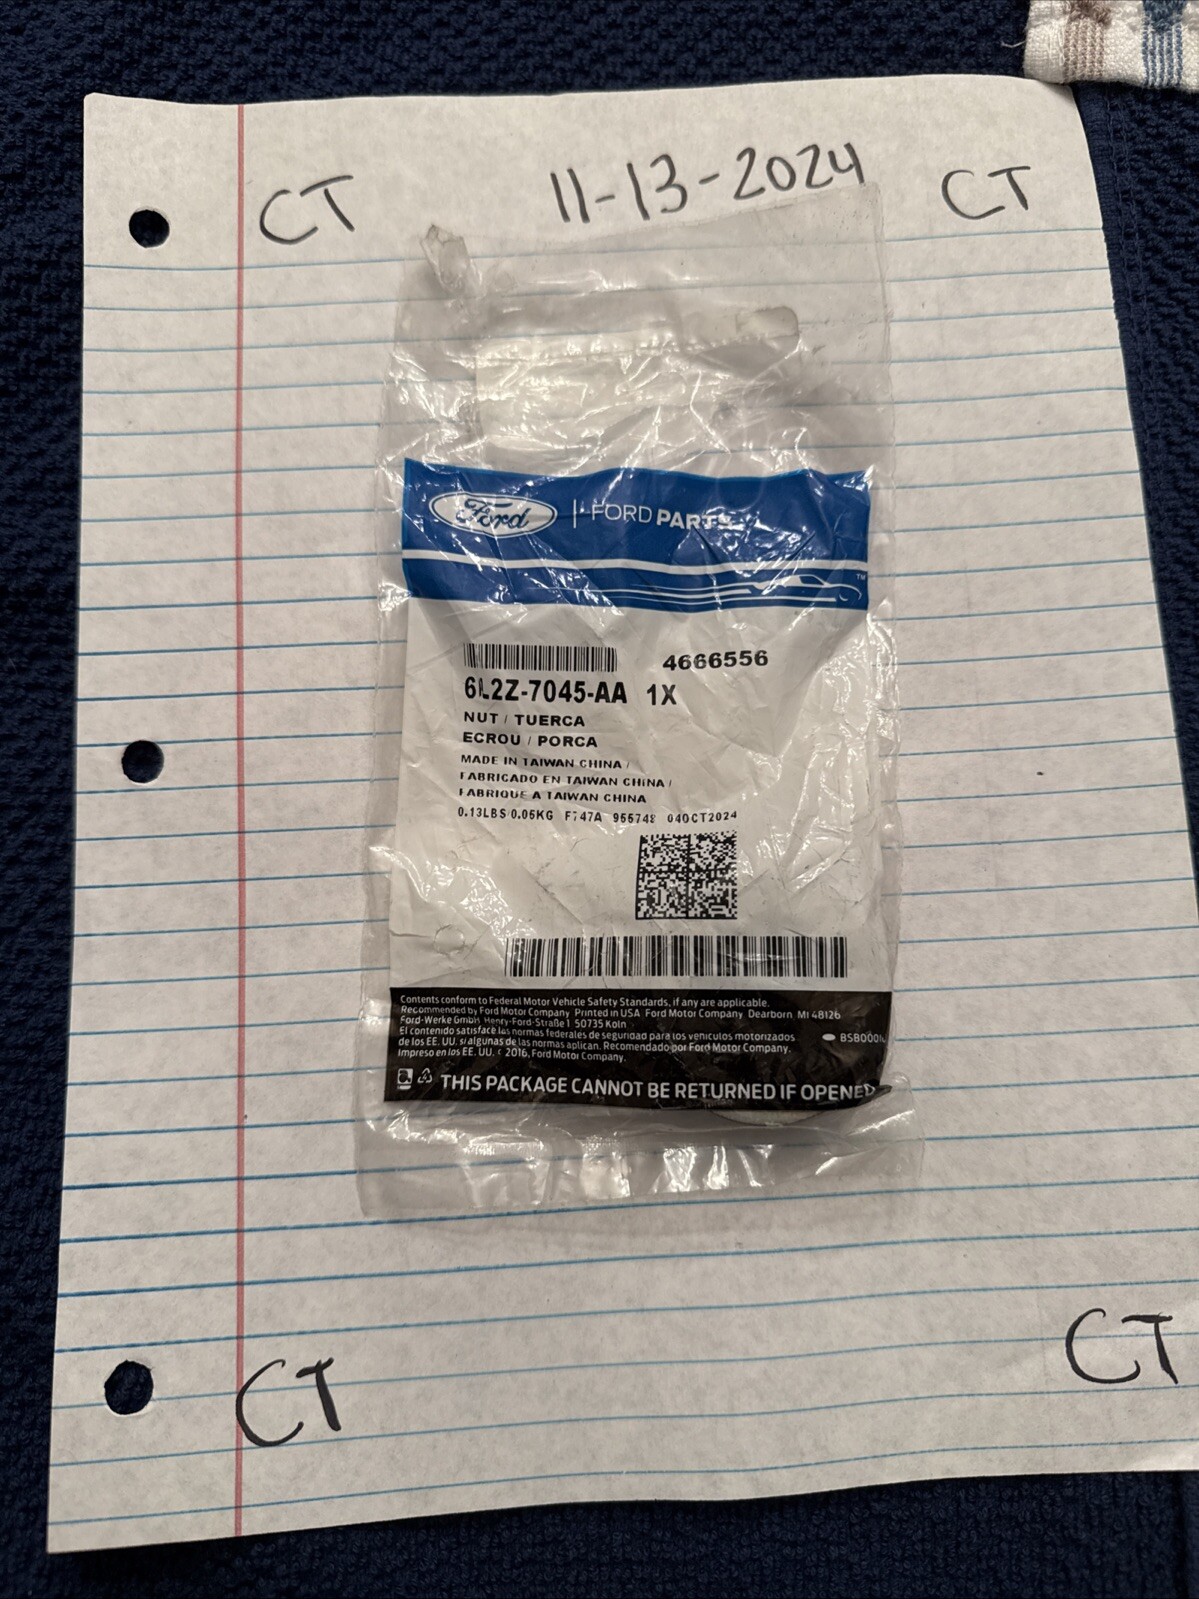 CT 11-13-2024 CT
Ford | FORD PARTS
TM
4666556
6L2Z-7045-AA 1X
NUT / TUERCA
ECROU / PORCA
MADE IN TAIWAN CHINA /
FABRICADO EN TAIWAN CHINA /
FABRIQUE A TAIWAN CHINA
0.13LBS/0.06KG F747A 955748 04OCT2024
Contents conform to Federal Motor Vehicle Safety Standards, if any are applicable.
Recommended by Ford Motor Company Printed in USA Ford Motor Company Dearborn MI 48126
Ford-Werke GmbH Henry-Ford-Straße 1 50735 Köln
El contenido satisface las normas federales de seguridad para los vehículos motorizados
de los EE. UU. si algunas de las normas aplican. Recomendado por Ford Motor Company.
Impreso en los EE. UU. © 2016, Ford Motor Company.
THIS PACKAGE CANNOT BE RETURNED IF OPENED
CT CT